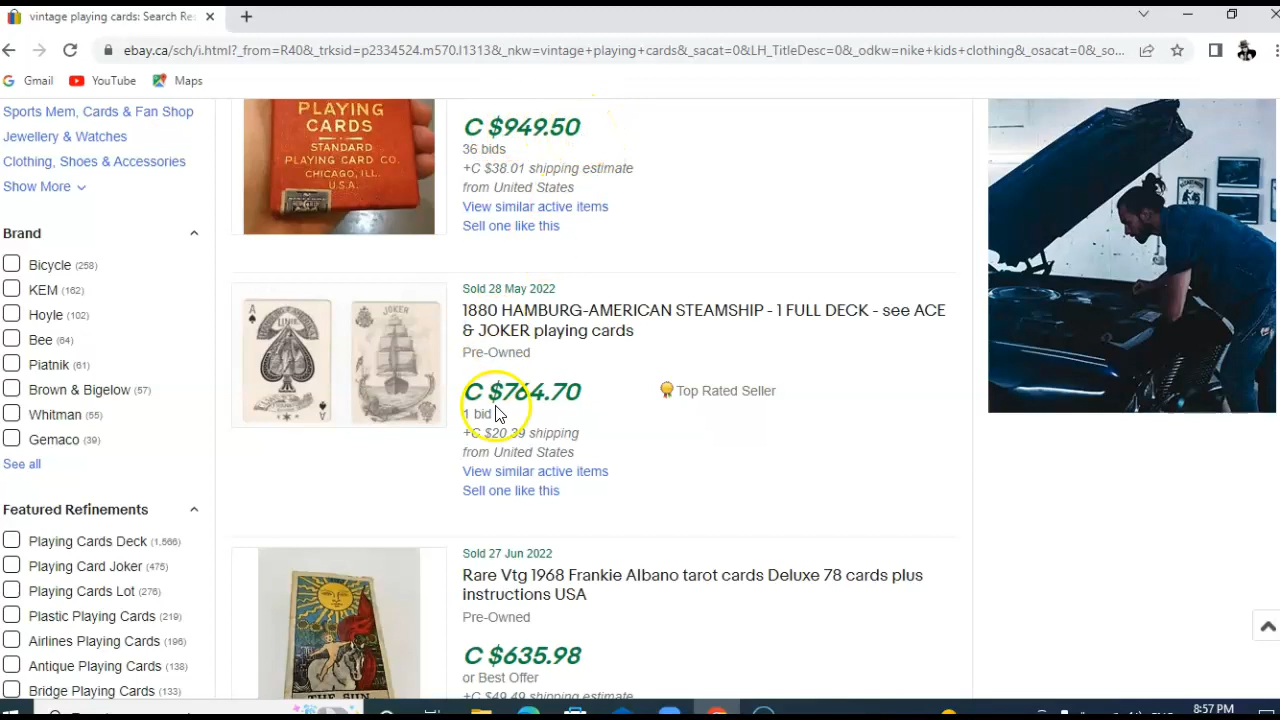 vintage playing cards: Search Res
ebay.ca/sch/i.html?_from=R40&_trksid=p2334524.m570.l1313&_nkw=vintage+playing+cards&_sacat=0&LH_TitleDesc=0&_odkw=nike+kids+clothing&_osacat=0&_so...
Gmail
YouTube
Maps
Sports Mem, Cards & Fan Shop
Jewellery & Watches
Clothing, Shoes & Accessories
Show More
Brand
Bicycle (258)
KEM (162)
Hoyle (102)
Bee (64)
Piatnik (61)
Brown & Bigelow (57)
Whitman (55)
Gemaco (39)
See all
Featured Refinements
Playing Cards Deck (1,566)
Playing Card Joker (475)
Playing Cards Lot (276)
Plastic Playing Cards (219)
Airlines Playing Cards (196)
Antique Playing Cards (138)
Bridge Playing Cards (133)
PLAYING
CARDS
STANDARD
PLAYING CARD CO.
CHICAGO, ILL.
U.S.A.
C $949.50
36 bids
+C $38.01 shipping estimate
from United States
View similar active items
Sell one like this
A
LINIE
JOKER
Sold 28 May 2022
1880 HAMBURG-AMERICAN STEAMSHIP - 1 FULL DECK - see ACE
& JOKER playing cards
Pre-Owned
C $764.70
Top Rated Seller
1 bid
+C $20.39 shipping
from United States
View similar active items
Sell one like this
THE SUN
Sold 27 Jun 2022
Rare Vtg 1968 Frankie Albano tarot cards Deluxe 78 cards plus
instructions USA
Pre-Owned
C $635.98
or Best Offer
+C $49.49 shipping estimate
8:57 PM